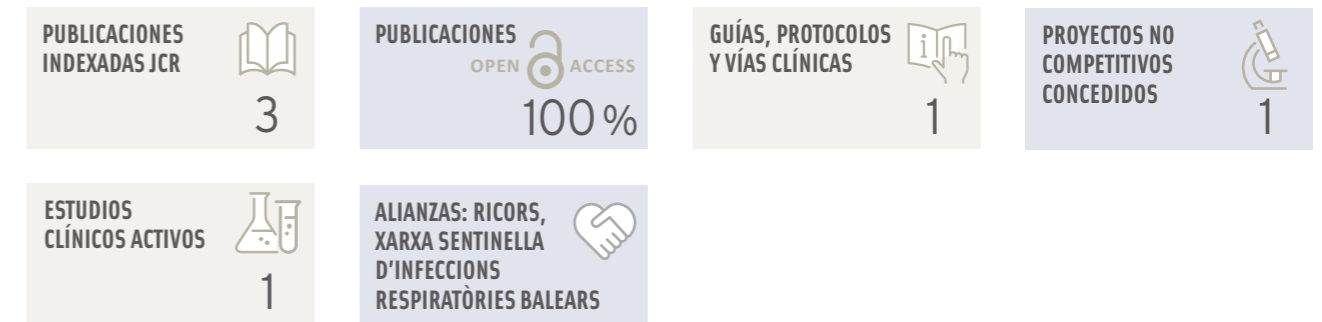 PUBLICACIONES
INDEXADAS JCR
3
PUBLICACIONES
OPEN ACCESS
100 %
GUÍAS, PROTOCOLOS
Y VÍAS CLÍNICAS
i
1
PROYECTOS NO
COMPETITIVOS
CONCEDIDOS
1
ESTUDIOS
CLÍNICOS ACTIVOS
1
ALIANZAS: RICORS,
XARXA SENTINELLA
D'INFECCIONS
RESPIRATÒRIES BALEARS